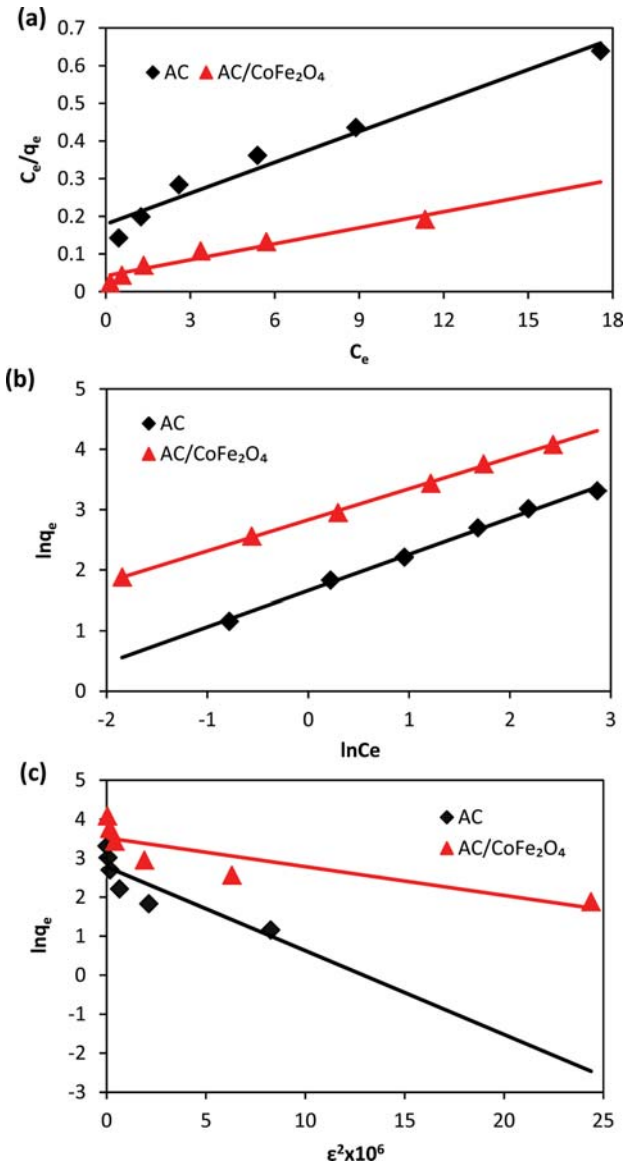 (a)
0.7
0.6
0.5
0.4
0.3
0.2
0.1
0
AC AC/CoFe₂O₄
Cₑ/qₑ
0 3 6 9 12 15 18
Cₑ
(b)
5
4
3
2
1
0
AC
AC/CoFe₂O₄
lnqₑ
-2 -1 0 1 2 3
lnCe
(c)
5
4
3
2
1
0
-1
-2
-3
AC
AC/CoFe₂O₄
lnqₑ
0 5 10 15 20 25
ε²x10⁶